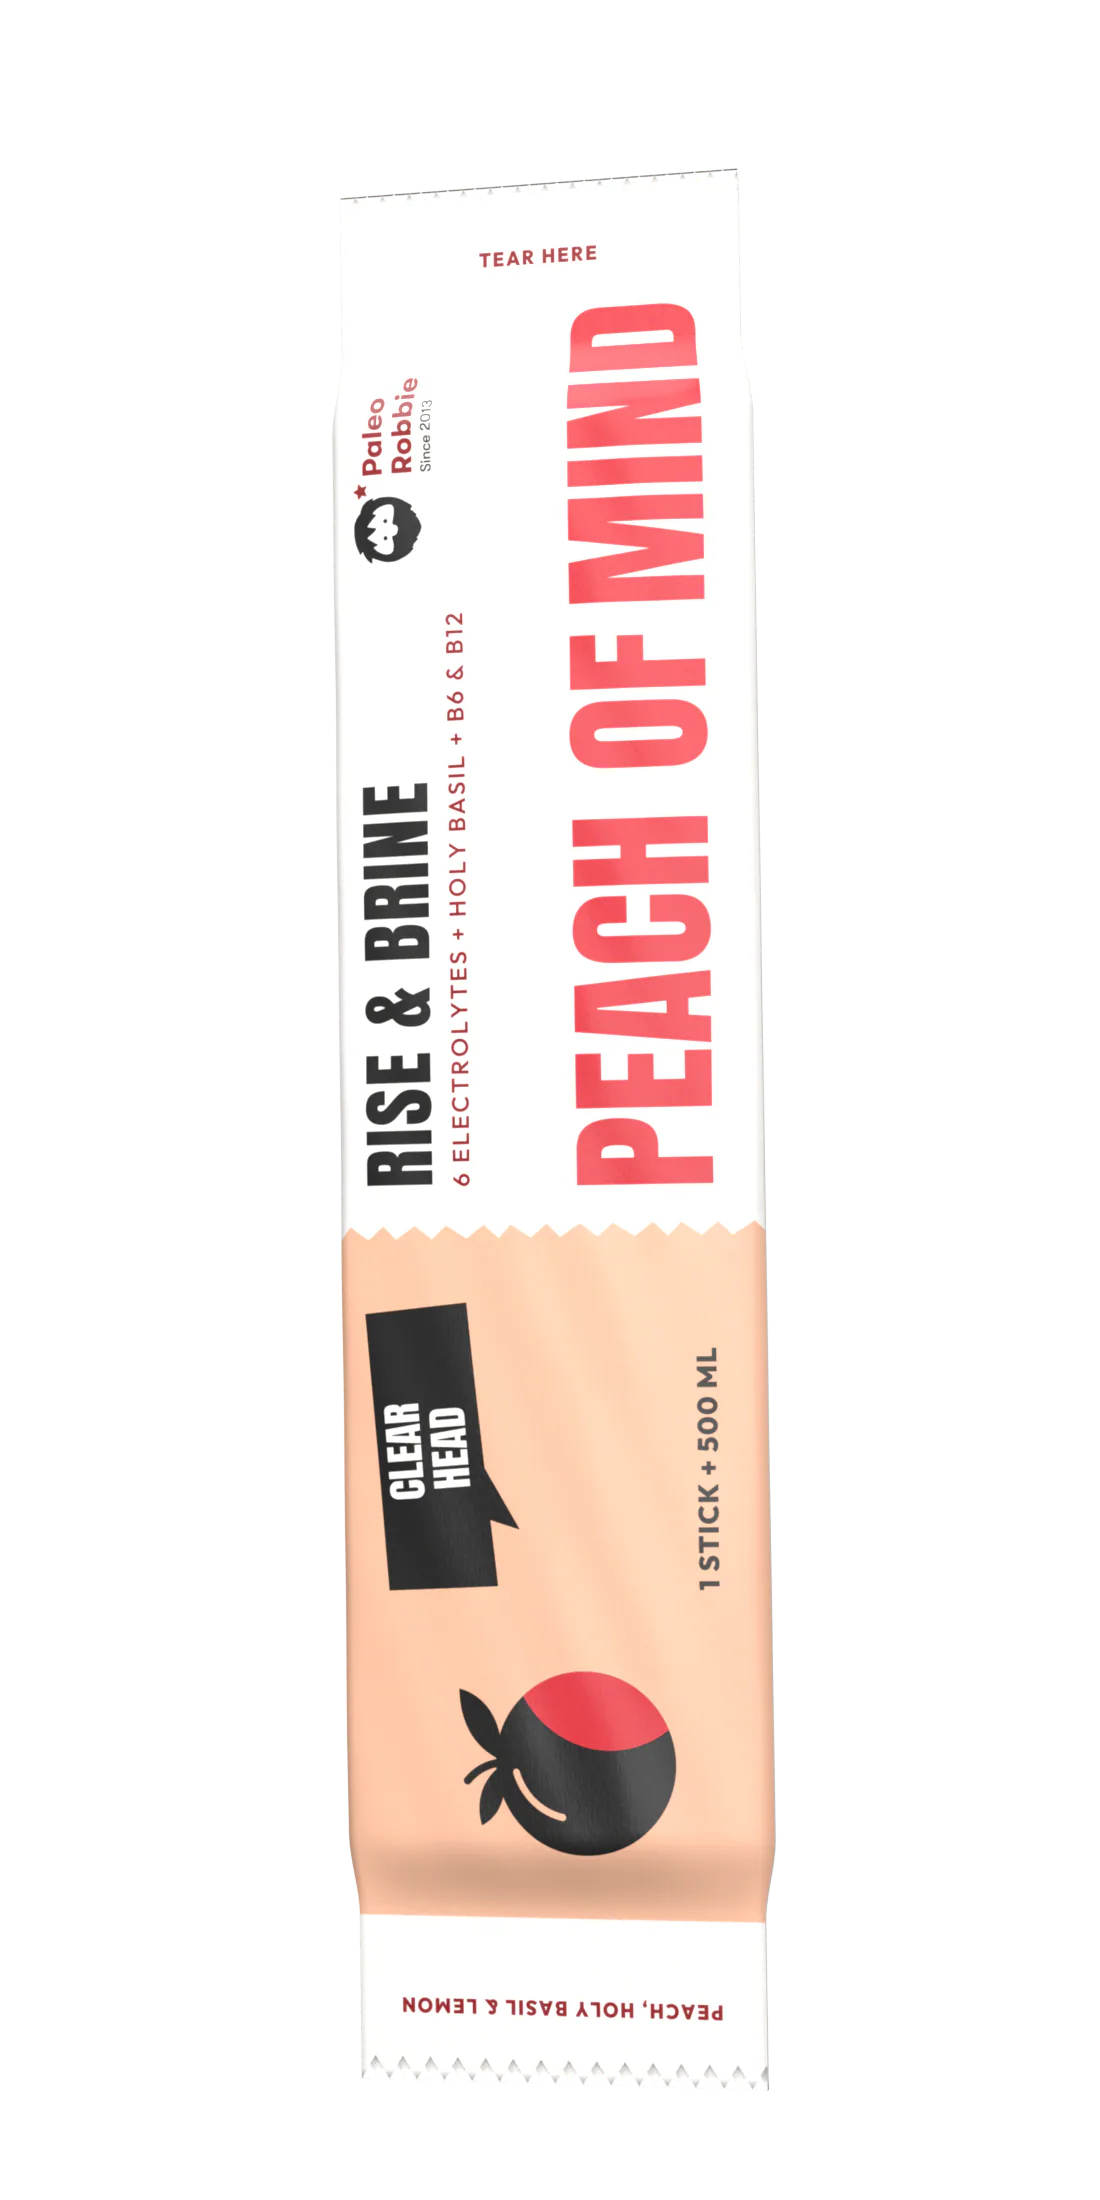 TEAR HERE
Paleo
Robbie
Since 2013
RISE & BRINE
6 ELECTROLYTES + HOLY BASIL + B6 & B12
PEACH OF MIND
CLEAR
HEAD
1 STICK + 500 ML
PEACH, HOLY BASIL & LEMON